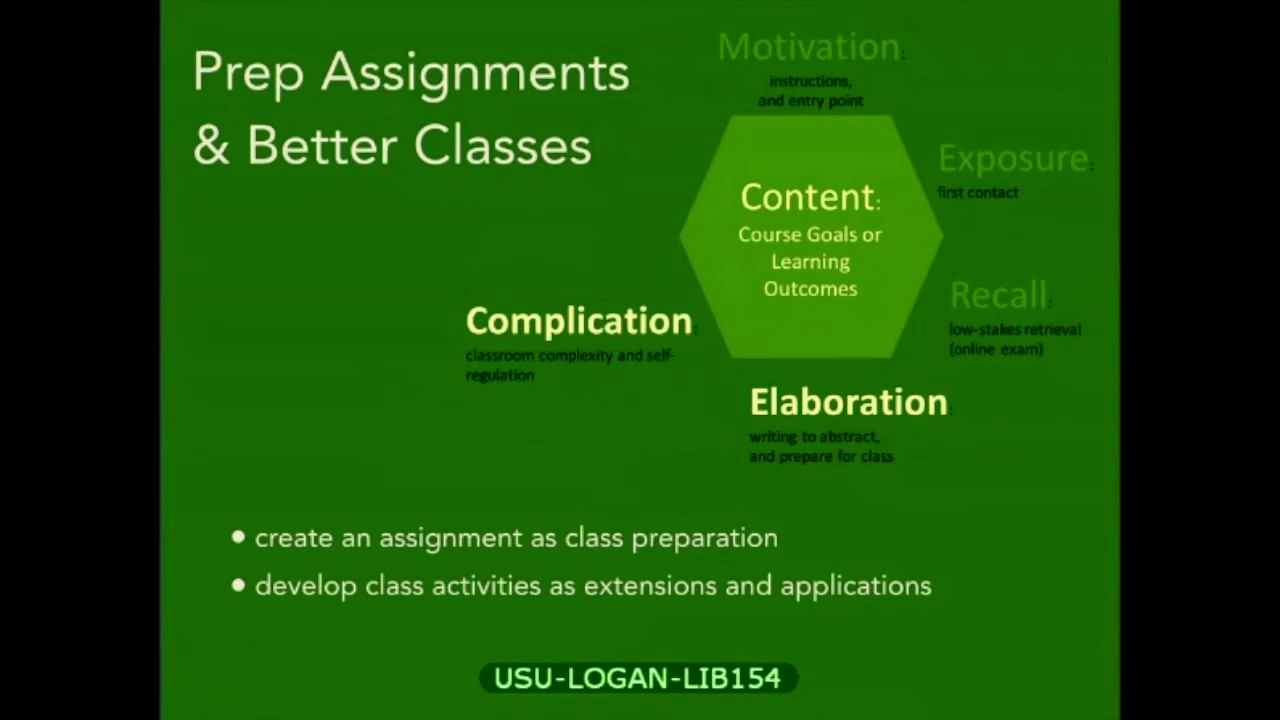 Prep Assignments
& Better Classes
Motivation:
instructions,
and entry point
Exposure:
first contact
Content:
Course Goals or
Learning
Outcomes
Recall:
low-stakes retrieval
(online exam)
Complication:
classroom complexity and self-
regulation
Elaboration:
writing to abstract,
and prepare for class
• create an assignment as class preparation
• develop class activities as extensions and applications
USU-LOGAN-LIB154